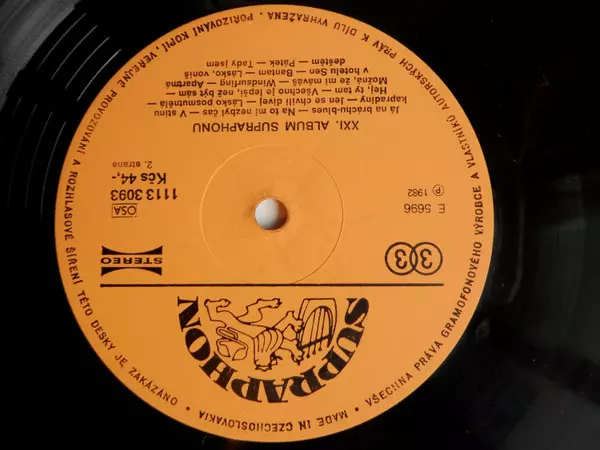 SUPRAPHON
STEREO
33
OSA
1113 3093
Kčs 44,-
2. strana
E 5696
Ⓟ 1982
XXI. ALBUM SUPRAPHONU
Já na bráchu-blues — Na to mi nezbyl čas — V stínu
kapradiny — Jen se chvíli dívej — Lásko posmutnělá —
Hej, ty tam — Všechno je lepší, než být sám —
Možná, že mi máváš — Windsurfing — Apartmá
v hotelu Sen — Bantam — Lásko, voníš
deštěm — Pátek — Tady jsem
MADE IN CZECHOSLOVAKIA • VŠECHNA PRÁVA GRAMOFONOVÉHO VÝROBCE A VLASTNÍKŮ AUTORSKÝCH PRÁV K DÍLU VYHRAŽENA. POŘIZOVÁNÍ KOPIÍ, VEŘEJNÉ PROVOZOVÁNÍ A ROZHLASOVÉ ŠÍŘENÍ TÉTO DESKY JE ZAKÁZÁNO •